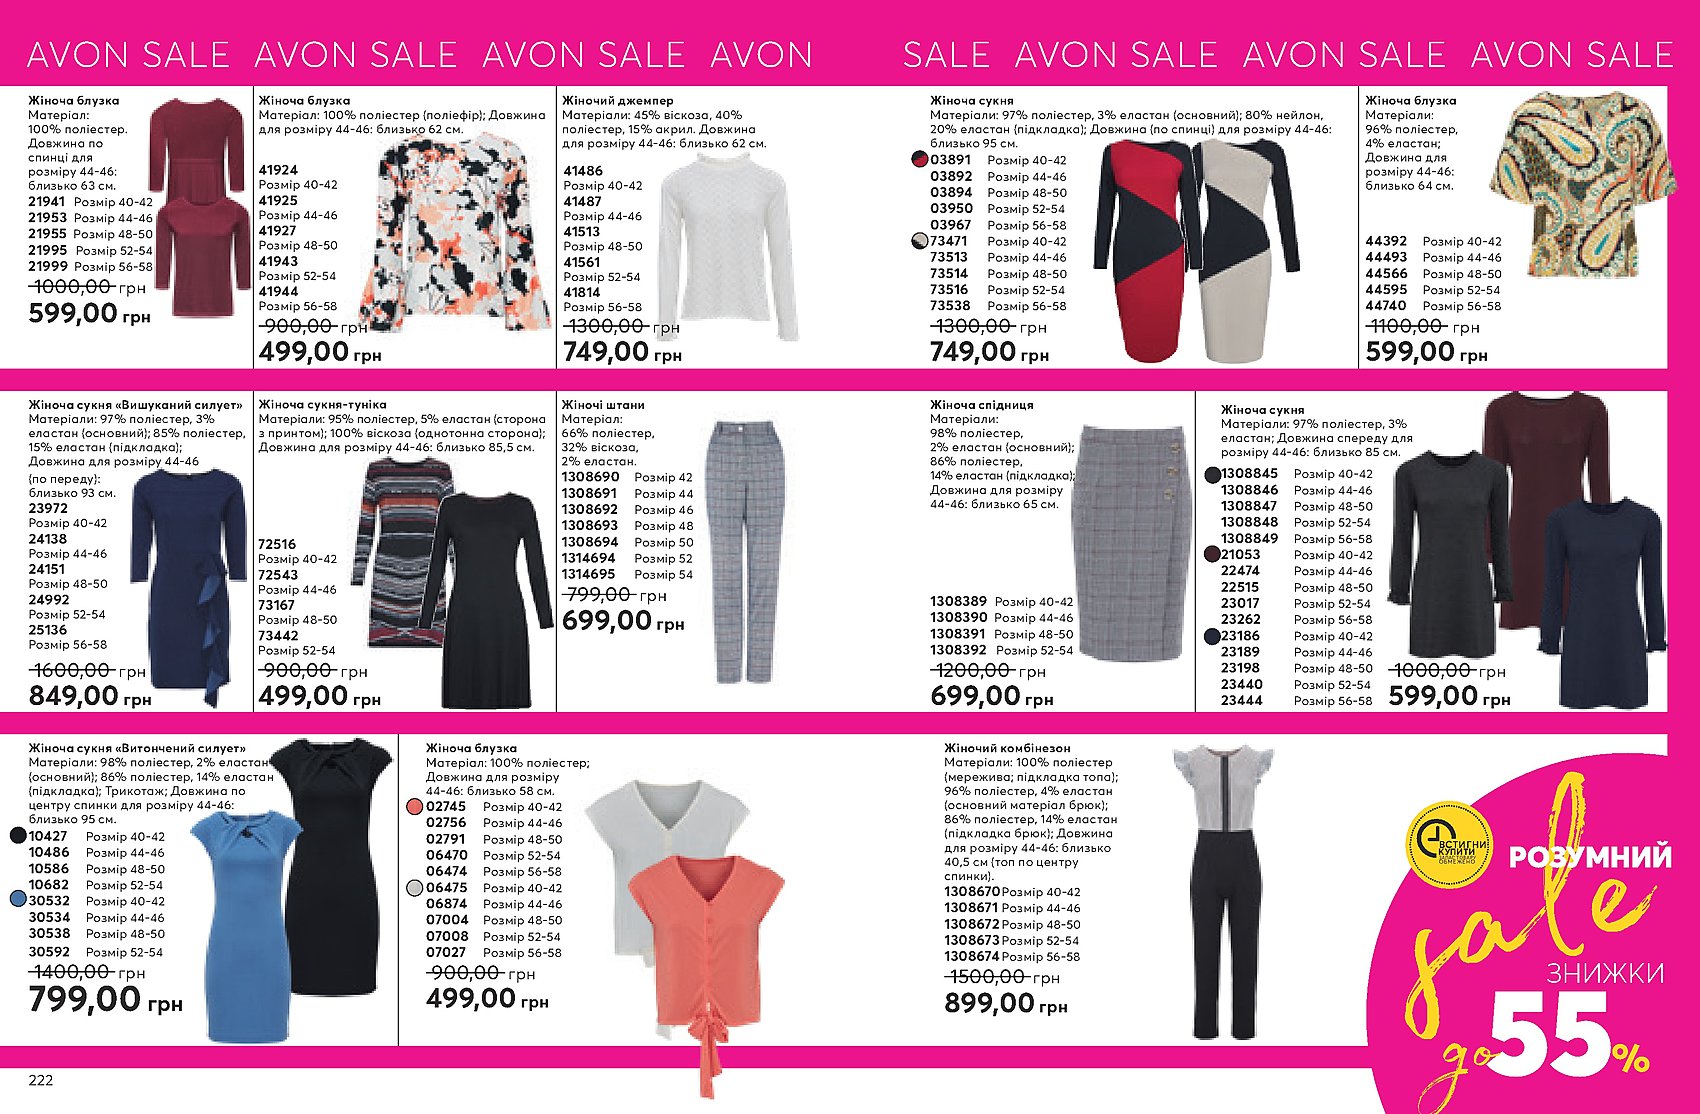 AVON SALE AVON SALE AVON SALE AVON SALE AVON SALE AVON SALE AVON SALE
Жіноча блузка
Матеріал:
100% поліестер.
Довжина по
спинці для
розміру 44-46:
близько 63 см.
21941 Розмір 40-42
21953 Розмір 44-46
21955 Розмір 48-50
21995 Розмір 52-54
21999 Розмір 56-58
1000,00 грн
599,00 грн
Жіноча блузка
Матеріал: 100% поліестер (поліефір); Довжина
для розміру 44-46: близько 62 см.
41924
Розмір 40-42
41925
Розмір 44-46
41927
Розмір 48-50
41943
Розмір 52-54
41944
Розмір 56-58
900,00 грн
499,00 грн
Жіночий джемпер
Матеріали: 45% віскоза, 40%
поліестер, 15% акрил. Довжина
для розміру 44-46: близько 62 см.
41486
Розмір 40-42
41487
Розмір 44-46
41513
Розмір 48-50
41561
Розмір 52-54
41814
Розмір 56-58
1300,00 грн
749,00 грн
Жіноча сукня
Матеріали: 97% поліестер, 3% еластан (основний); 80% нейлон,
20% еластан (підкладка); Довжина (по спинці) для розміру 44-46:
близько 95 см.
03891 Розмір 40-42
03892 Розмір 44-46
03894 Розмір 48-50
03950 Розмір 52-54
03967 Розмір 56-58
73471 Розмір 40-42
73513 Розмір 44-46
73514 Розмір 48-50
73516 Розмір 52-54
73538 Розмір 56-58
1300,00 грн
749,00 грн
Жіноча блузка
Матеріали:
96% поліестер,
4% еластан;
Довжина для
розміру 44-46:
близько 64 см.
44392 Розмір 40-42
44493 Розмір 44-46
44566 Розмір 48-50
44595 Розмір 52-54
44740 Розмір 56-58
1100,00 грн
599,00 грн
Жіноча сукня «Вишуканий силует»
Матеріали: 97% поліестер, 3%
еластан (основний); 85% поліестер,
15% еластан (підкладка);
Довжина для розміру 44-46
(по переду):
близько 93 см.
23972
Розмір 40-42
24138
Розмір 44-46
24151
Розмір 48-50
24992
Розмір 52-54
25136
Розмір 56-58
1600,00 грн
849,00 грн
Жіноча сукня-туніка
Матеріали: 95% поліестер, 5% еластан (сторона
з принтом); 100% віскоза (однотонна сторона);
Довжина для розміру 44-46: близько 85,5 см.
72516
Розмір 40-42
72543
Розмір 44-46
73167
Розмір 48-50
73442
Розмір 52-54
900,00 грн
499,00 грн
Жіночі штани
Матеріал:
66% поліестер,
32% віскоза,
2% еластан.
1308690 Розмір 42
1308691 Розмір 44
1308692 Розмір 46
1308693 Розмір 48
1308694 Розмір 50
1314694 Розмір 52
1314695 Розмір 54
799,00 грн
699,00 грн
Жіноча спідниця
Матеріали:
98% поліестер,
2% еластан (основний);
86% поліестер,
14% еластан (підкладка);
Довжина для розміру
44-46: близько 65 см.
1308389 Розмір 40-42
1308390 Розмір 44-46
1308391 Розмір 48-50
1308392 Розмір 52-54
1200,00 грн
699,00 грн
Жіноча сукня
Матеріали: 97% поліестер, 3%
еластан; Довжина спереду для
розміру 44-46: близько 85 см.
1308845 Розмір 40-42
1308846 Розмір 44-46
1308847 Розмір 48-50
1308848 Розмір 52-54
1308849 Розмір 56-58
21053 Розмір 40-42
22474 Розмір 44-46
22515 Розмір 48-50
23017 Розмір 52-54
23262 Розмір 56-58
23186 Розмір 40-42
23189 Розмір 44-46
23198 Розмір 48-50
23440 Розмір 52-54
23444 Розмір 56-58
1000,00 грн
599,00 грн
Жіноча сукня «Витончений силует»
Матеріали: 98% поліестер, 2% еластан
(основний); 86% поліестер, 14% еластан
(підкладка); Трикотаж; Довжина по
центру спинки для розміру 44-46:
близько 95 см.
10427 Розмір 40-42
10486 Розмір 44-46
10586 Розмір 48-50
10682 Розмір 52-54
30532 Розмір 40-42
30534 Розмір 44-46
30538 Розмір 48-50
30592 Розмір 52-54
1400,00 грн
799,00 грн
Жіноча блузка
Матеріал: 100% поліестер;
Довжина для розміру
44-46: близько 58 см.
02745 Розмір 40-42
02756 Розмір 44-46
02791 Розмір 48-50
06470 Розмір 52-54
06474 Розмір 56-58
06475 Розмір 40-42
06874 Розмір 44-46
07004 Розмір 48-50
07008 Розмір 52-54
07027 Розмір 56-58
900,00 грн
499,00 грн
Жіночий комбінезон
Матеріали: 100% поліестер
(мережива; підкладка топа);
96% поліестер, 4% еластан
(основний матеріал брюк);
86% поліестер, 14% еластан
(підкладка брюк); Довжина
для розміру 44-46: близько
40,5 см (топ по центру
спинки).
1308670 Розмір 40-42
1308671 Розмір 44-46
1308672 Розмір 48-50
1308673 Розмір 52-54
1308674 Розмір 56-58
1500,00 грн
899,00 грн
ВСТИГНИ
КУПИТИ
ЗАПАС ТОВАРУ
ОБМЕЖЕНО
РОЗУМНИЙ
sale
ЗНИЖКИ
до 55%
222